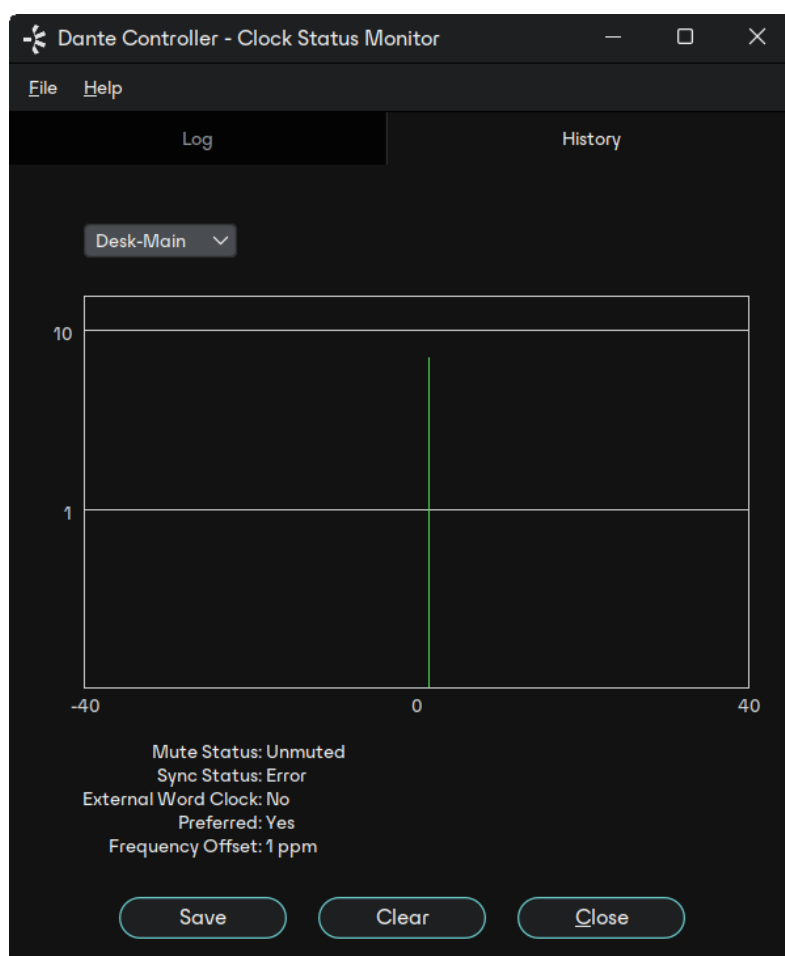 Dante Controller - Clock Status Monitor
File Help
Log History
Desk-Main
10
1
-40 0 40
Mute Status: Unmuted
Sync Status: Error
External Word Clock: No
Preferred: Yes
Frequency Offset: 1 ppm
Save Clear Close